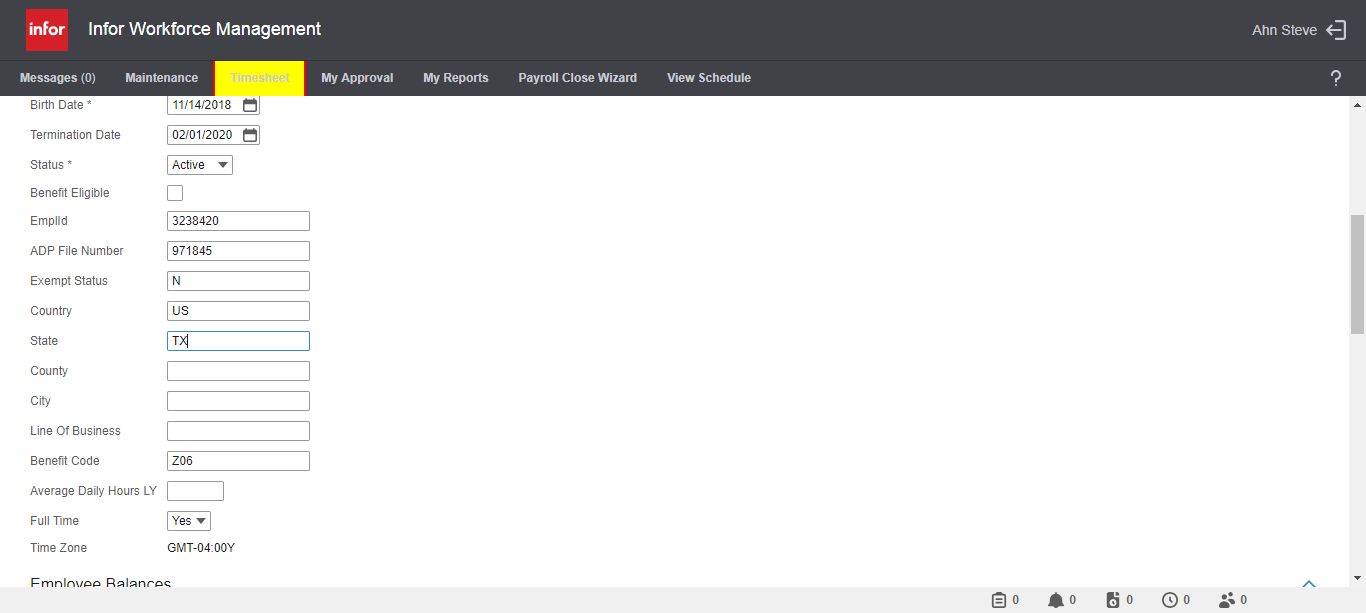 infor Infor Workforce Management Ahn Steve
Messages (0) Maintenance Timesheet My Approval My Reports Payroll Close Wizard View Schedule ?
Birth Date * 11/14/2018
Termination Date 02/01/2020
Status * Active
Benefit Eligible
EmplId 3238420
ADP File Number 971845
Exempt Status N
Country US
State TX
County
City
Line Of Business
Benefit Code Z06
Average Daily Hours LY
Full Time Yes
Time Zone GMT-04:00Y
Employee Balances
0 0 0 0 0